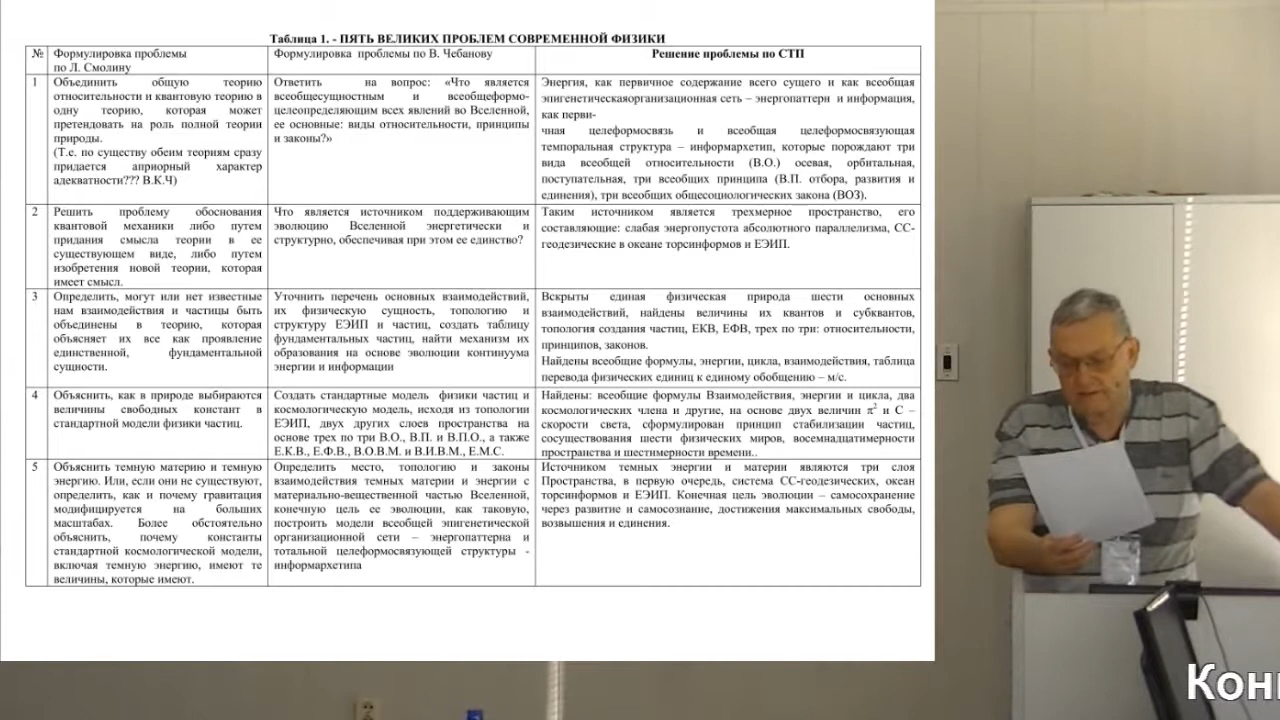 Таблица 1. - ПЯТЬ ВЕЛИКИХ ПРОБЛЕМ СОВРЕМЕННОЙ ФИЗИКИ
№
Формулировка проблемы
по Л. Смолину
Формулировка проблемы по В. Чебанову
Решение проблемы по СТП
1
Объединить общую теорию
относительности и квантовую теорию в
одну теорию, которая может
претендовать на роль полной теории
природы.
(Т.е. по существу обеим теориям сразу
придается априорный характер
адекватности??? В.К.Ч)
Ответить на вопрос: «Что является
всеобщесущностным и всеобщеформо-
целеопределяющим всех явлений во Вселенной,
ее основные: виды относительности, принципы
и законы?»
Энергия, как первичное содержание всего сущего и как всеобщая
эпигенетическаяорганизационная сеть – энергопаттерн и информация,
как перви-
чная целеформосвязь и всеобщая целеформосвязующая
темпоральная структура – информархетип, которые порождают три
вида всеобщей относительности (В.О.) осевая, орбитальная,
поступательная, три всеобщих принципа (В.П. отбора, развития и
единения), три всеобщих общесоциологических закона (ВОЗ).
2
Решить проблему обоснования
квантовой механики либо путем
придания смысла теории в ее
существующем виде, либо путем
изобретения новой теории, которая
имеет смысл.
Что является источником поддерживающим
эволюцию Вселенной энергетически и
структурно, обеспечивая при этом ее единство?
Таким источником является трехмерное пространство, его
составляющие: слабая энергопустота абсолютного параллелизма, СС-
геодезические в океане торсинформов и ЕЭИП.
3
Определить, могут или нет известные
нам взаимодействия и частицы быть
объединены в теорию, которая
объясняет их все как проявление
единственной, фундаментальной
сущности.
Уточнить перечень основных взаимодействий,
их физическую сущность, топологию и
структуру ЕЭИП и частиц, создать таблицу
фундаментальных частиц, найти механизм их
образования на основе эволюции континуума
энергии и информации
Вскрыты единая физическая природа шести основных
взаимодействий, найдены величины их квантов и субквантов,
топология создания частиц, ЕКВ, ЕФВ, трех по три: относительности,
принципов, законов.
Найдены всеобщие формулы, энергии, цикла, взаимодействия, таблица
перевода физических единиц к единому обобщению – м/с.
4
Объяснить, как в природе выбираются
величины свободных констант в
стандартной модели физики частиц.
Создать стандартные модель физики частиц и
космологическую модель, исходя из топологии
ЕЭИП, двух других слоев пространства на
основе трех по три В.О., В.П. и В.П.О., а также
Е.К.В., Е.Ф.В., В.О.В.М. и В.И.В.М., Е.М.С.
Найдены: всеобщие формулы Взаимодействия, энергии и цикла, два
космологических члена и другие, на основе двух величин π² и С –
скорости света, сформулирован принцип стабилизации частиц,
сосуществования шести физических миров, восемнадцатимерности
пространства и шестимерности времени..
5
Объяснить темную материю и темную
энергию. Или, если они не существуют,
определить, как и почему гравитация
модифицируется на больших
масштабах. Более обстоятельно
объяснить, почему константы
стандартной космологической модели,
включая темную энергию, имеют те
величины, которые имеют.
Определить место, топологию и законы
взаимодействия темных материи и энергии с
материально-вещественной частью Вселенной,
конечную цель ее эволюции, как таковую,
построить модели всеобщей эпигенетической
организационной сети – энергопаттерна и
тотальной целеформосвязующей структуры -
информархетипа
Источником темных энергии и материи являются три слоя
Пространства, в первую очередь, система СС-геодезических, океан
торсинформов и ЕЭИП. Конечная цель эволюции – самосохранение
через развитие и самосознание, достижения максимальных свободы,
возвышения и единения.